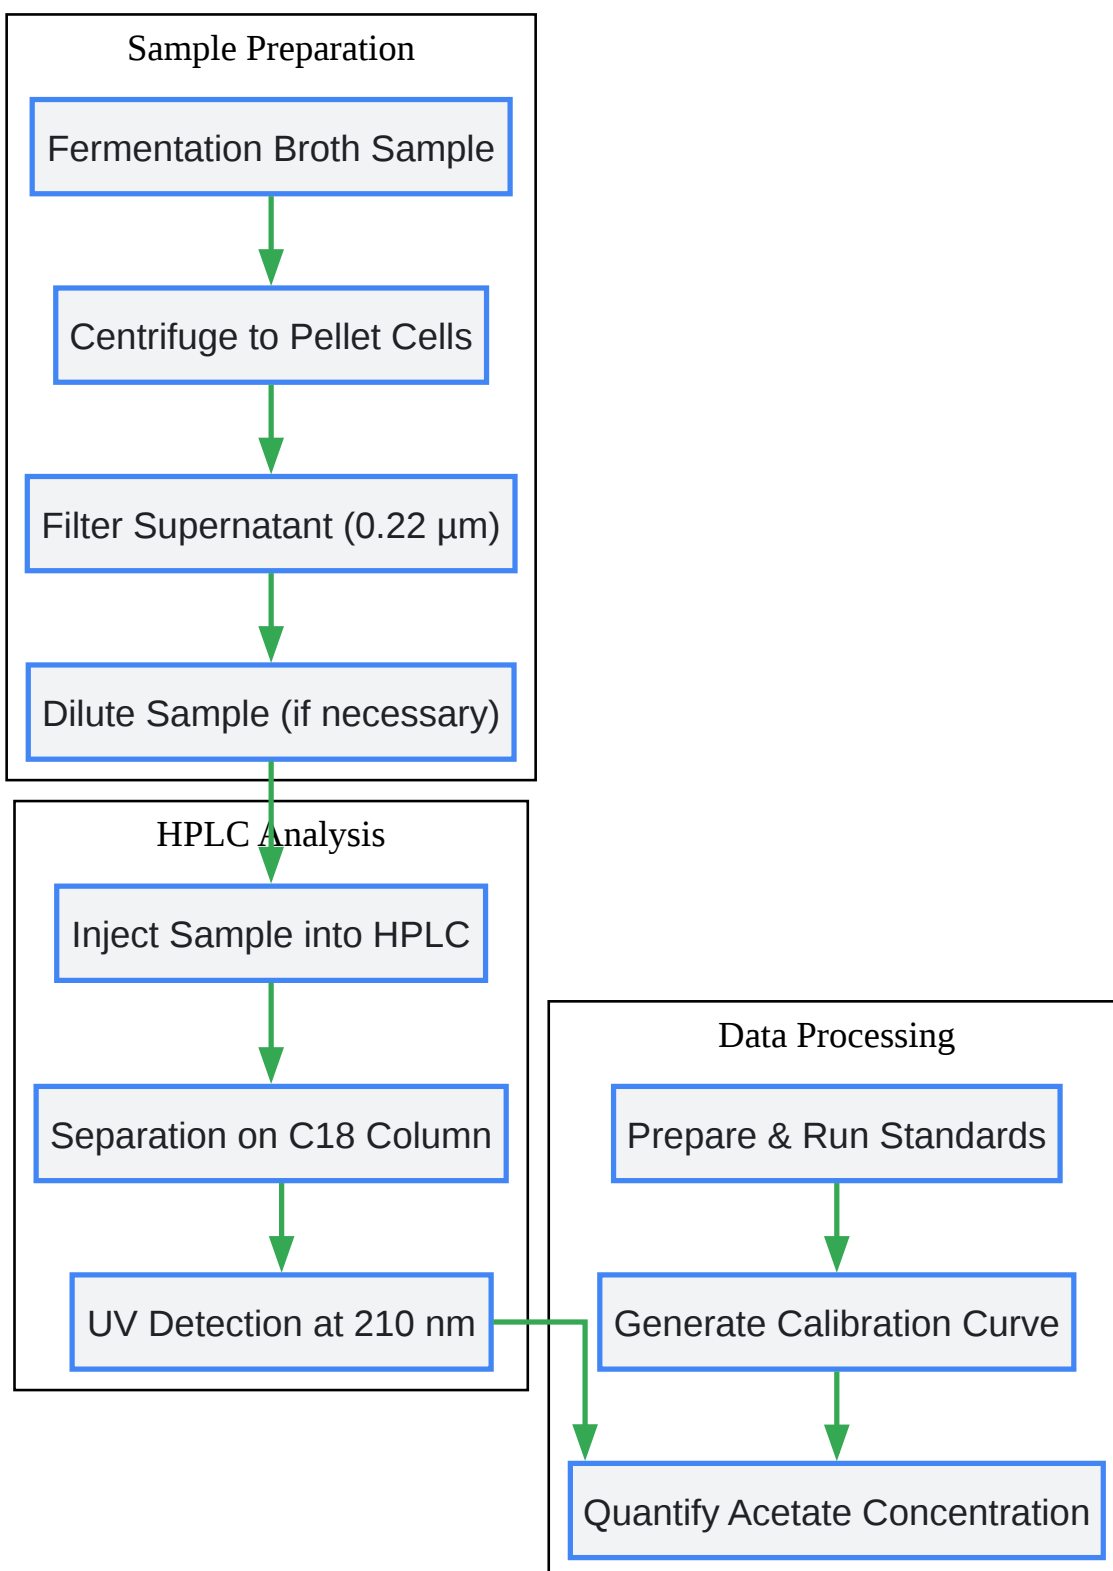 Sample Preparation
Fermentation Broth Sample
Centrifuge to Pellet Cells
Filter Supernatant (0.22 µm)
Dilute Sample (if necessary)
HPLC Analysis
Inject Sample into HPLC
Separation on C18 Column
UV Detection at 210 nm
Data Processing
Prepare & Run Standards
Generate Calibration Curve
Quantify Acetate Concentration